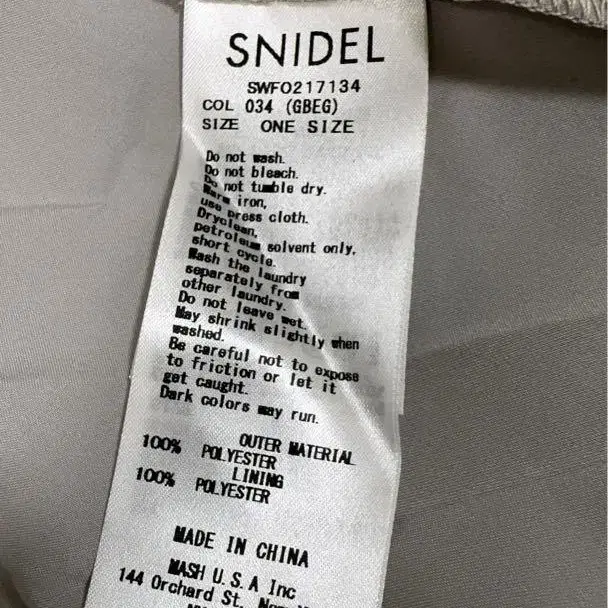 SNIDEL
SWFO217134
COL 034 (GBEG)
SIZE ONE SIZE
Do not wash.
Do not bleach.
Do not tumble dry.
Warm iron,
use press cloth.
Dryclean,
petroleum solvent only,
short cycle.
Wash the laundry
separately from
other laundry.
Do not leave wet.
May shrink slightly when
washed.
Be careful not to expose
to friction or let it
get caught.
Dark colors may run.
OUTER MATERIAL
100% POLYESTER
LINING
100% POLYESTER
MADE IN CHINA
MASH U.S.A Inc
144 Orchard St,